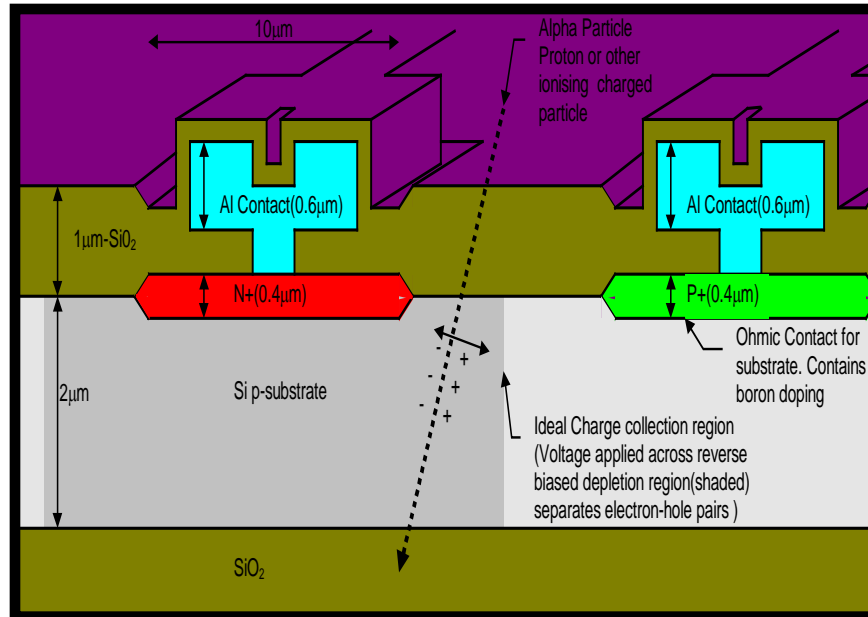 10μm
Alpha Particle
Proton or other
ionising charged
particle
Al Contact(0.6μm)
Al Contact(0.6μm)
1μm-SiO₂
N+(0.4μm)
P+(0.4μm)
Ohmic Contact for
substrate. Contains
boron doping
2μm
Si p-substrate
- +
- +
- +
Ideal Charge collection region
(Voltage applied across reverse
biased depletion region(shaded)
separates electron-hole pairs )
SiO₂